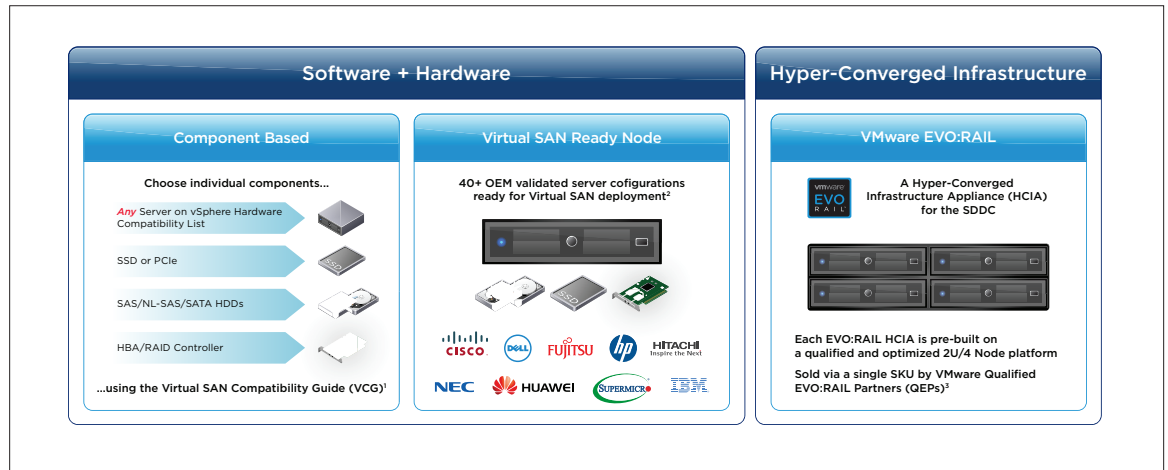 Software + Hardware
Hyper-Converged Infrastructure
Component Based
Choose individual components...
Any Server on vSphere Hardware
Compatibility List
SSD or PCIe
SSD
SAS/NL-SAS/SATA HDDs
HBA/RAID Controller
...using the Virtual SAN Compatibility Guide (VCG)¹
Virtual SAN Ready Node
40+ OEM validated server cofigurations
ready for Virtual SAN deployment²
SSD
CISCO
DELL
FUJITSU
hp
HITACHI
Inspire the Next
NEC
HUAWEI
SUPERMICR
IBM
VMware EVO:RAIL
vmware
EVO
RAIL
A Hyper-Converged
Infrastructure Appliance (HCIA)
for the SDDC
Each EVO:RAIL HCIA is pre-built on
a qualified and optimized 2U/4 Node platform
Sold via a single SKU by VMware Qualified
EVO:RAIL Partners (QEPs)³